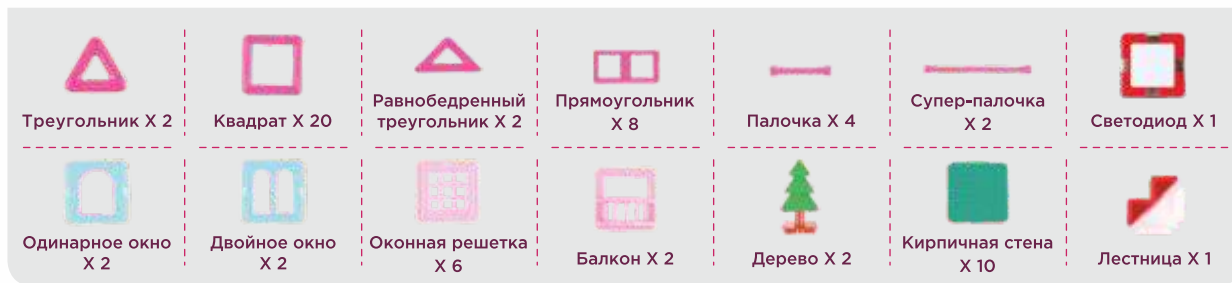 Треугольник X 2
Квадрат X 20
Равнобедренный
треугольник X 2
Прямоугольник
X 8
Палочка X 4
Супер-палочка
X 2
Светодиод X 1
Одинарное окно
X 2
Двойное окно
X 2
Оконная решетка
X 6
Балкон X 2
Дерево X 2
Кирпичная стена
X 10
Лестница X 1